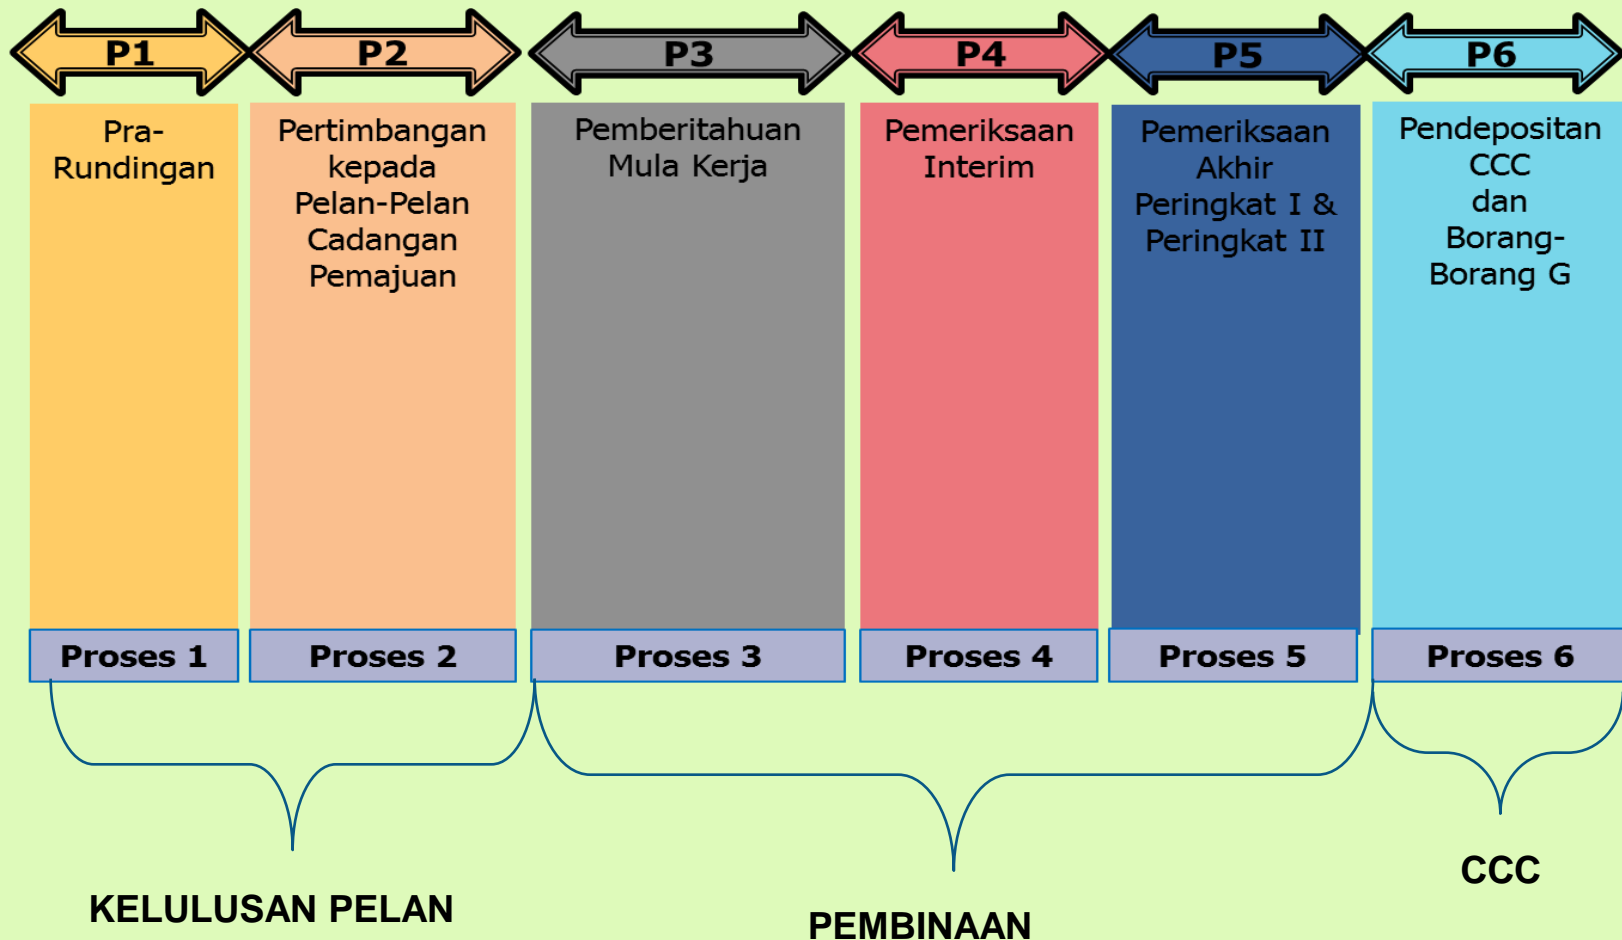 P1
P2
P3
P4
P5
P6
Pra-
Rundingan
Pertimbangan
kepada
Pelan-Pelan
Cadangan
Pemajuan
Pemberitahuan
Mula Kerja
Pemeriksaan
Interim
Pemeriksaan
Akhir
Peringkat I &
Peringkat II
Pendepositan
CCC
dan
Borang-
Borang G
Proses 1
Proses 2
Proses 3
Proses 4
Proses 5
Proses 6
KELULUSAN PELAN
PEMBINAAN
CCC